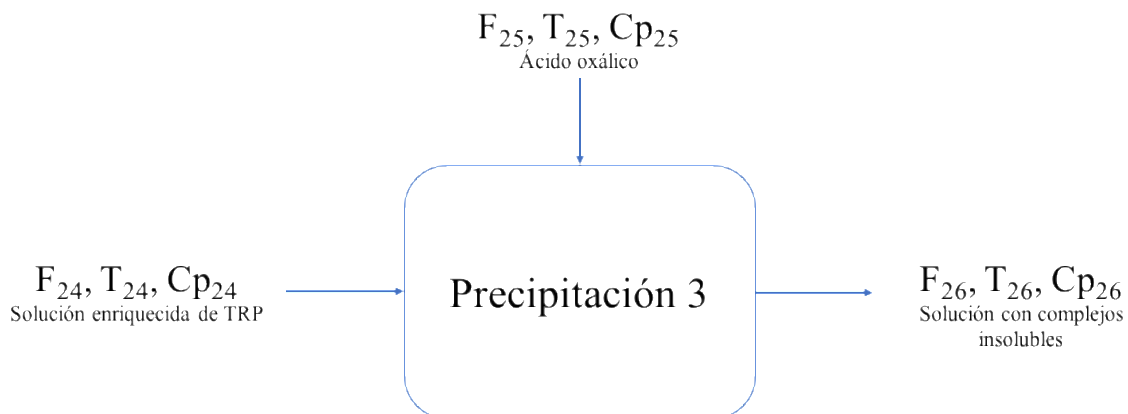 F₂₅, T₂₅, Cp₂₅
Ácido oxálico
F₂₄, T₂₄, Cp₂₄
Solución enriquecida de TRP
Precipitación 3
F₂₆, T₂₆, Cp₂₆
Solución con complejos
insolubles